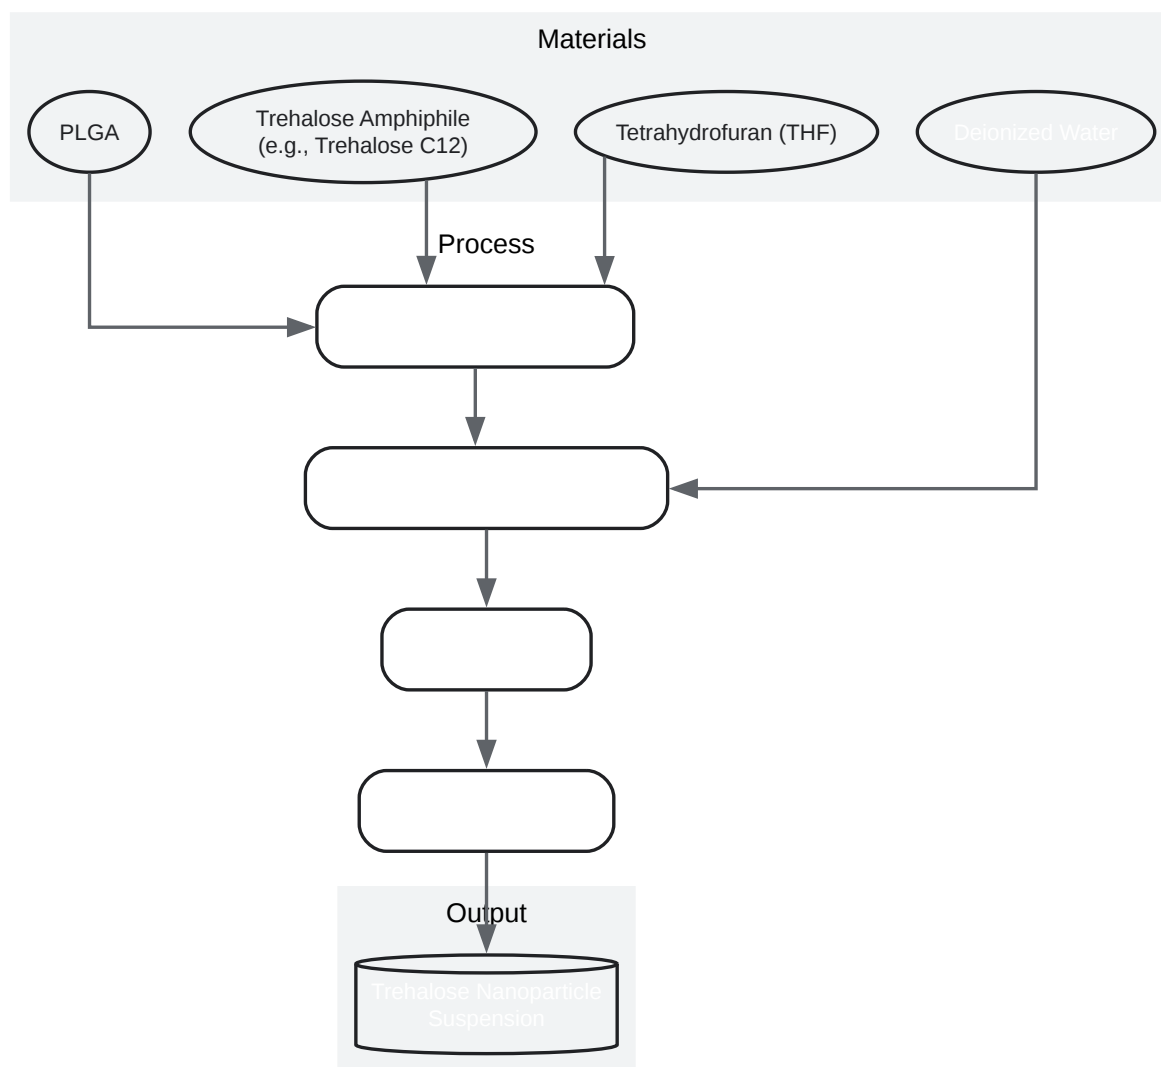 Materials
PLGA
Trehalose Amphiphile
(e.g., Trehalose C12)
Tetrahydrofuran (THF)
Deionized Water
Process
Output
Trehalose Nanoparticle
Suspension